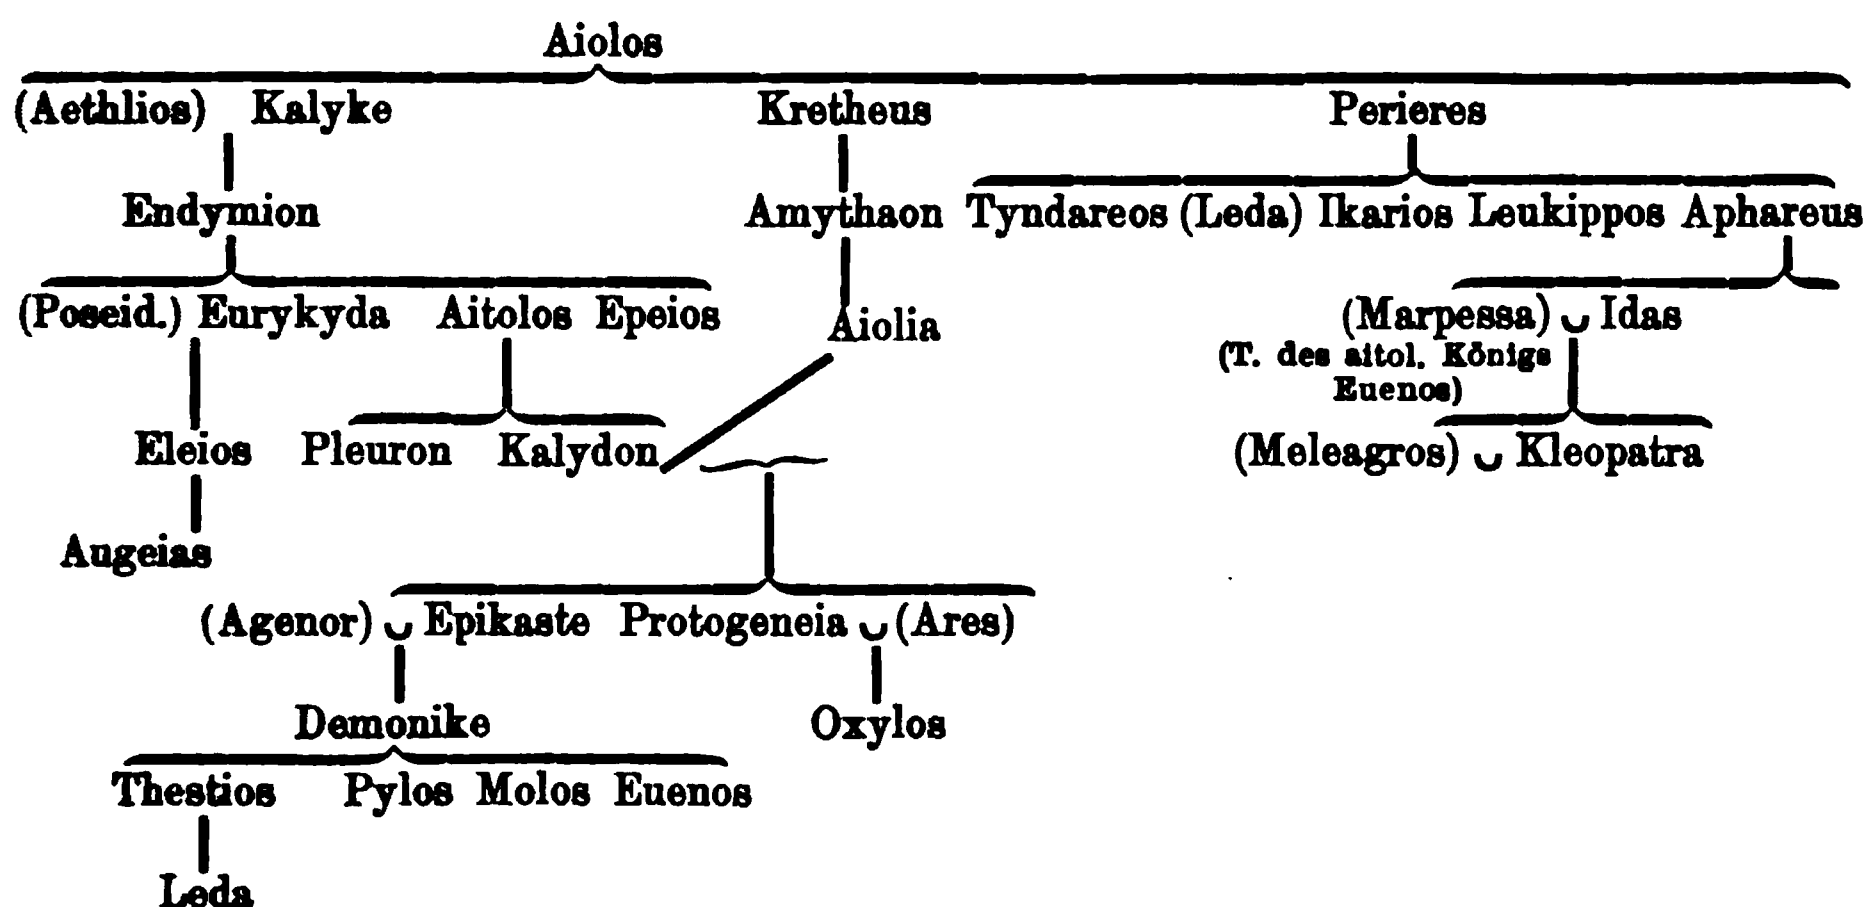 Aiolos
(Aethlios) Kalyke Kretheus Perieres
Endymion Amythaon Tyndareos (Leda) Ikarios Leukippos Aphareus
(Poseid.) Eurykyda Aitolos Epeios Aiolia (Marpessa) ᴗ Idas
(T. des aitol. Königs
Euenos)
Eleios Pleuron Kalydon (Meleagros) ᴗ Kleopatra
Augeias
(Agenor) ᴗ Epikaste Protogeneia ᴗ (Ares)
Demonike Oxylos
Thestios Pylos Molos Euenos
Leda